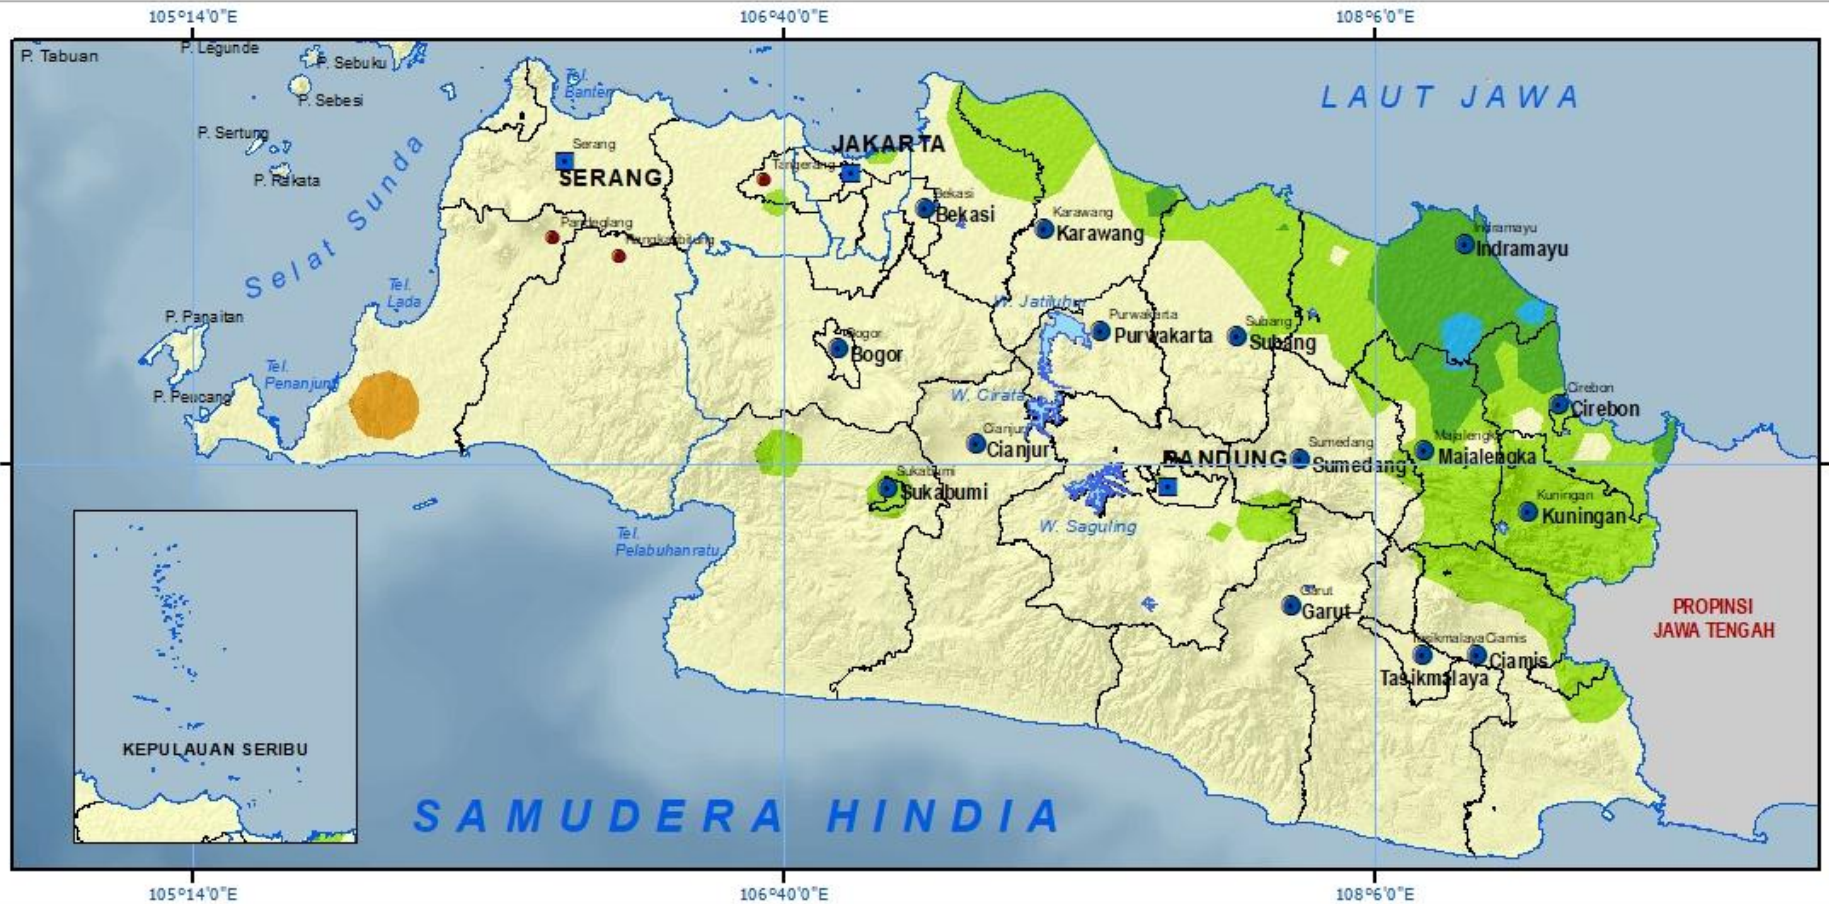 105°14'0"E
106°40'0"E
108°6'0"E
P. Tabuan
P. Legunde
P. Sebuku
P. Sebesi
P. Sertung
P. Rakata
Selat Sunda
Tel.
Banten
LAUT JAWA
Serang
SERANG
JAKARTA
Tangerang
Bekasi
Bekasi
Karawang
Karawang
Pandeglang
Rangkasbitung
Indramayu
Indramayu
Tel.
Lada
P. Panaitan
W. Jatiluhur
Purwakarta
Purwakarta
Subang
Subang
Bogor
Bogor
Tel.
Penanjung
P. Peucang
W. Cirata
Cirebon
Cirebon
Cianjur
Cianjur
BANDUNG
Sumedang
Sumedang
Majalengka
Majalengka
Sukabumi
Sukabumi
Kuningan
Kuningan
W. Saguling
Tel.
Pelabuhanratu
Garut
Garut
PROPINSI
JAWA TENGAH
Tasikmalaya
Ciamis
Ciamis
Tasikmalaya
KEPULAUAN SERIBU
SAMUDERA HINDIA
105°14'0"E
106°40'0"E
108°6'0"E